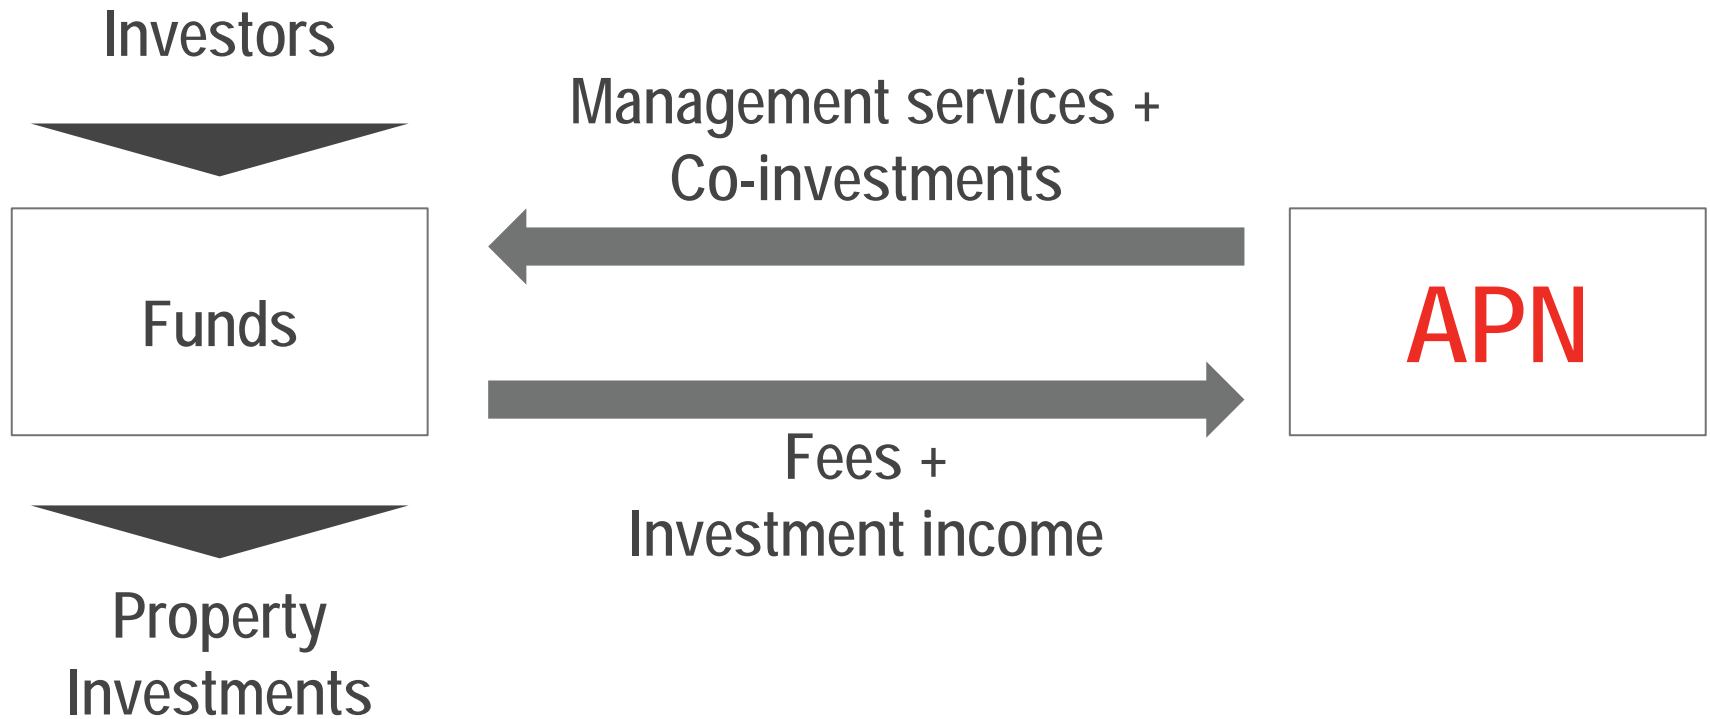 Investors
Management services +
Co-investments
Funds
APN
Fees +
Investment income
Property
Investments